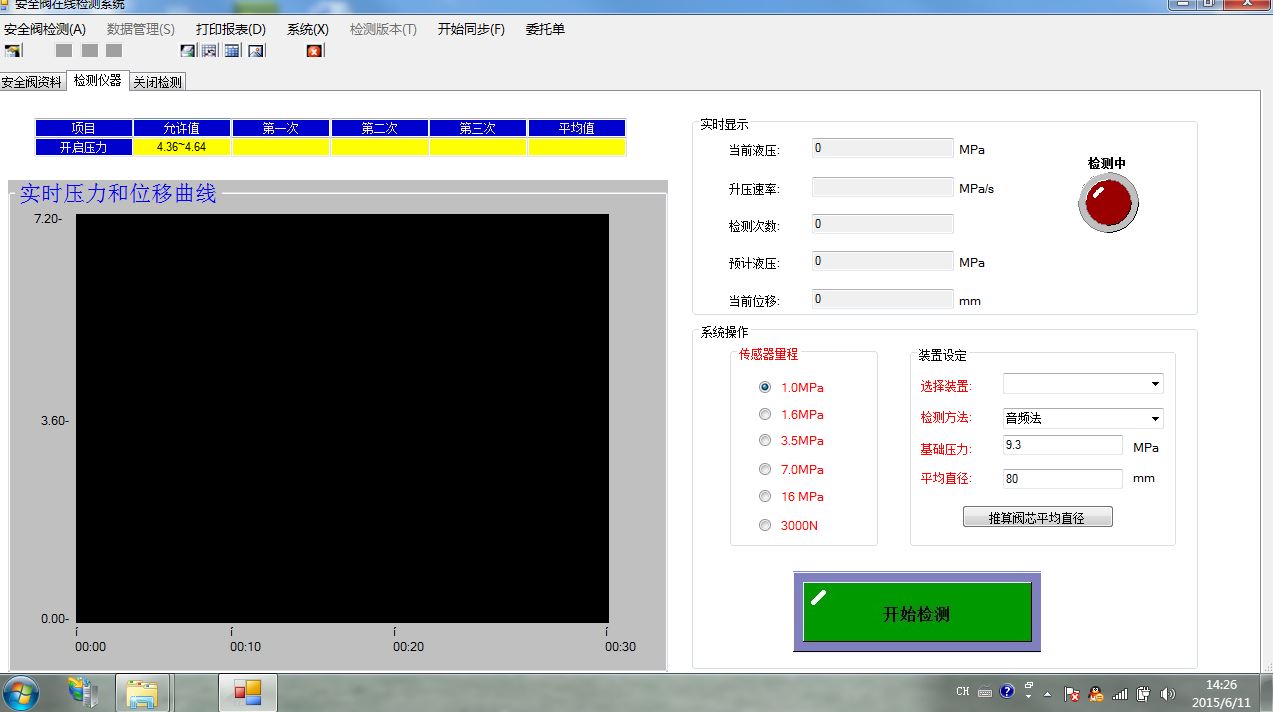 安全阀在线检测系统
安全阀检测(A) 数据管理(S) 打印报表(D) 系统(X) 检测版本(T) 开始同步(F) 委托单
安全阀资料 检测仪器 关闭检测
项目 允许值 第一次 第二次 第三次 平均值
开启压力 4.36~4.64
实时压力和位移曲线
7.20-
3.60-
0.00-
00:00 00:10 00:20 00:30
实时显示
当前液压: 0 MPa
升压速率: MPa/s
检测次数: 0
预计液压: 0 MPa
当前位移: 0 mm
检测中
系统操作
传感器量程
1.0MPa
1.6MPa
3.5MPa
7.0MPa
16 MPa
3000N
装置设定
选择装置:
检测方法: 音频法
基础压力: 9.3 MPa
平均直径: 80 mm
推算阀芯平均直径
开始检测
CH
14:26
2015/6/11